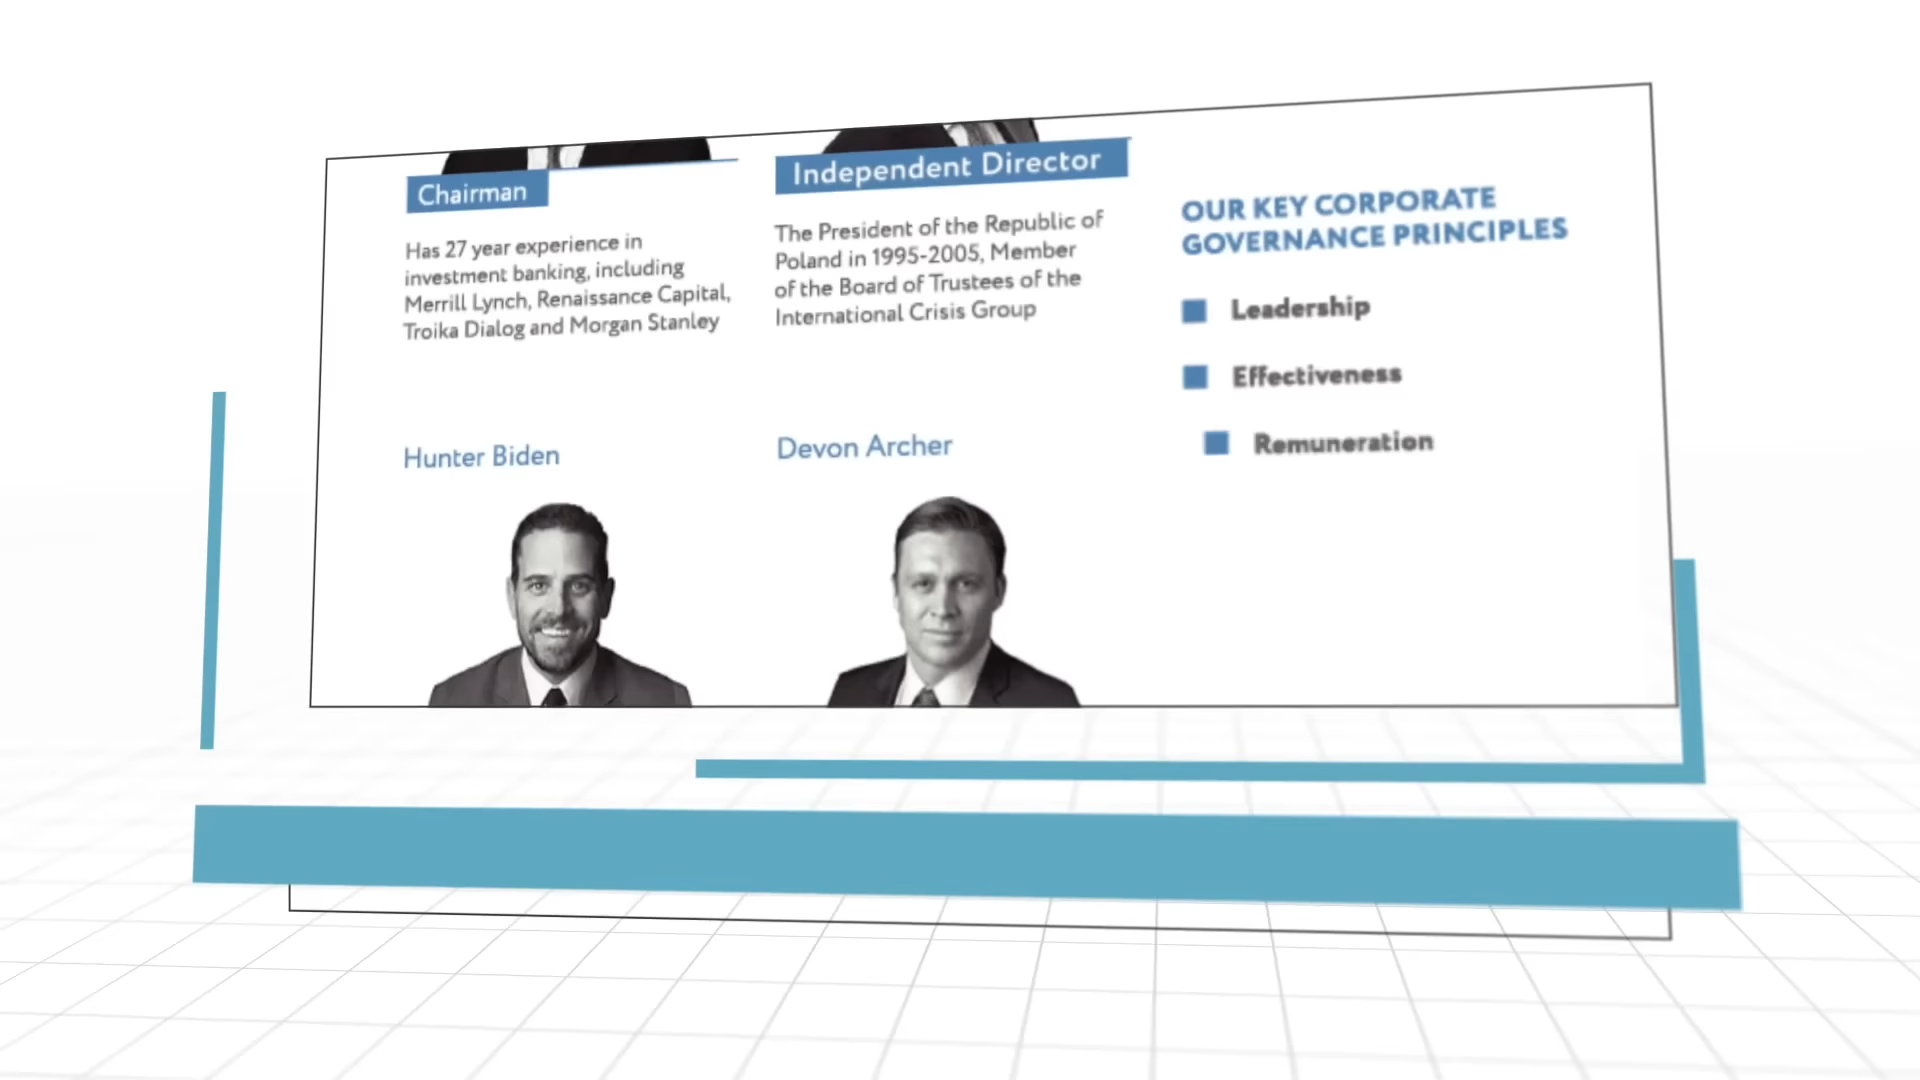 Chairman
Has 27 year experience in
investment banking, including
Merrill Lynch, Renaissance Capital,
Troika Dialog and Morgan Stanley
Independent Director
The President of the Republic of
Poland in 1995-2005, Member
of the Board of Trustees of the
International Crisis Group
Hunter Biden
Devon Archer
OUR KEY CORPORATE
GOVERNANCE PRINCIPLES
Leadership
Effectiveness
Remuneration